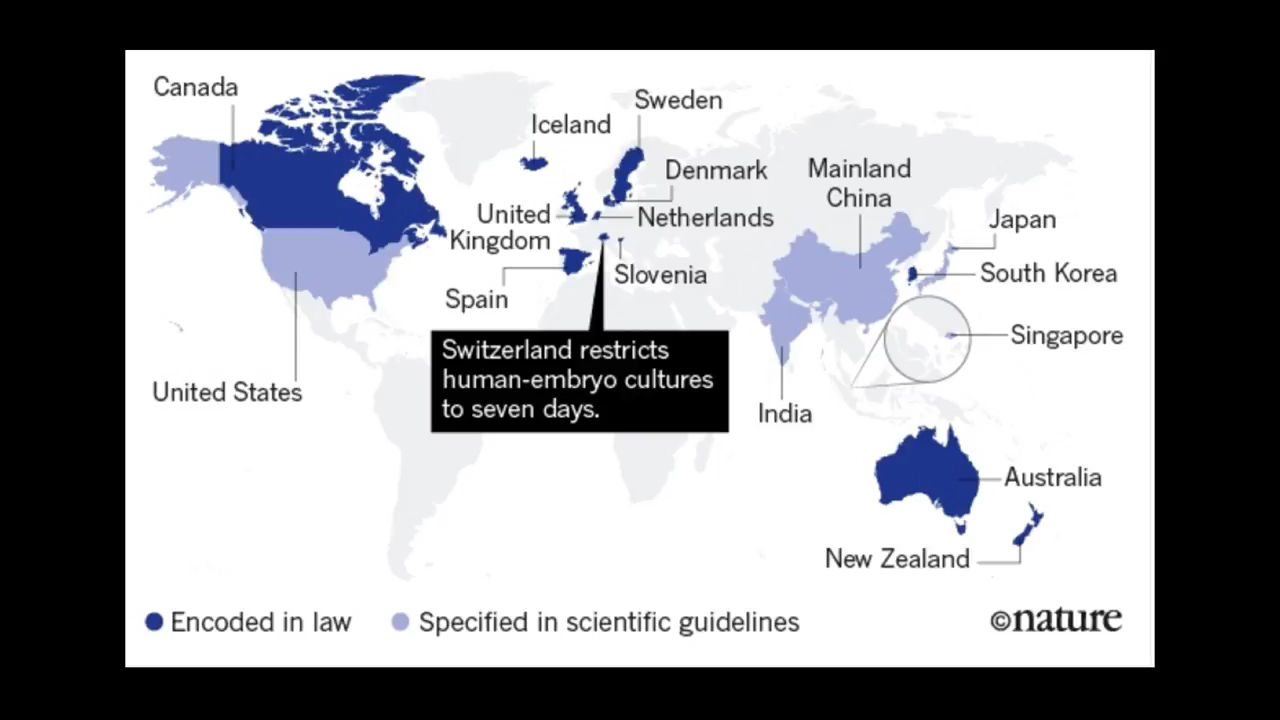 Canada
Sweden
Iceland
Denmark
Mainland
China
United
Kingdom
Netherlands
Japan
Spain
Slovenia
South Korea
Switzerland restricts
human-embryo cultures
to seven days.
Singapore
United States
India
Australia
New Zealand
Encoded in law
Specified in scientific guidelines
©nature